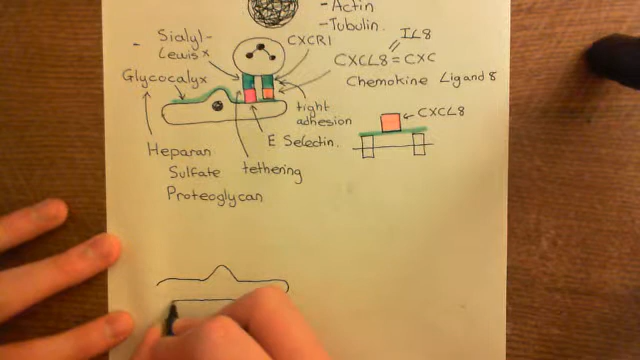 - Actin
- Tubulin.
IL8
Sialyl-
Lewis x
CXCR1
CXCL8 = CXC
Chemokine Ligand 8
Glycocalyx
tight
adhesion
CXCL8
E Selectin.
Heparan
Sulfate
Proteoglycan
tethering